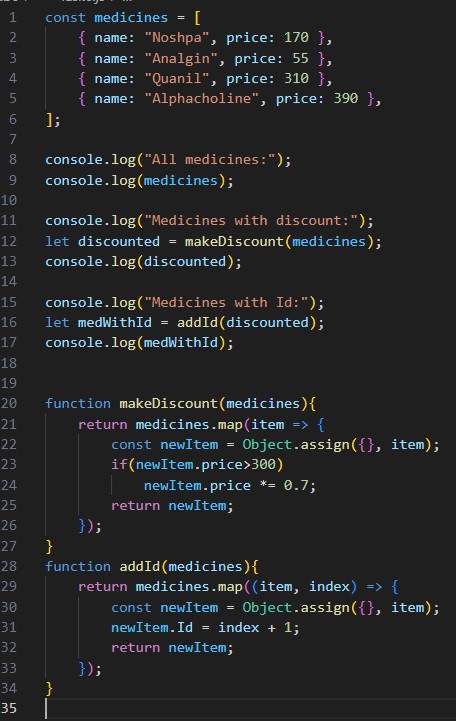 1 const medicines = [
2     { name: "Noshpa", price: 170 },
3     { name: "Analgin", price: 55 },
4     { name: "Quanil", price: 310 },
5     { name: "Alphacholine", price: 390 },
6 ];
7
8 console.log("All medicines:");
9 console.log(medicines);
10
11 console.log("Medicines with discount:");
12 let discounted = makeDiscount(medicines);
13 console.log(discounted);
14
15 console.log("Medicines with Id:");
16 let medWithId = addId(discounted);
17 console.log(medWithId);
18
19
20 function makeDiscount(medicines){
21     return medicines.map(item => {
22         const newItem = Object.assign({}, item);
23         if(newItem.price>300)
24             newItem.price *= 0.7;
25         return newItem;
26     });
27 }
28 function addId(medicines){
29     return medicines.map((item, index) => {
30         const newItem = Object.assign({}, item);
31         newItem.Id = index + 1;
32         return newItem;
33     });
34 }
35